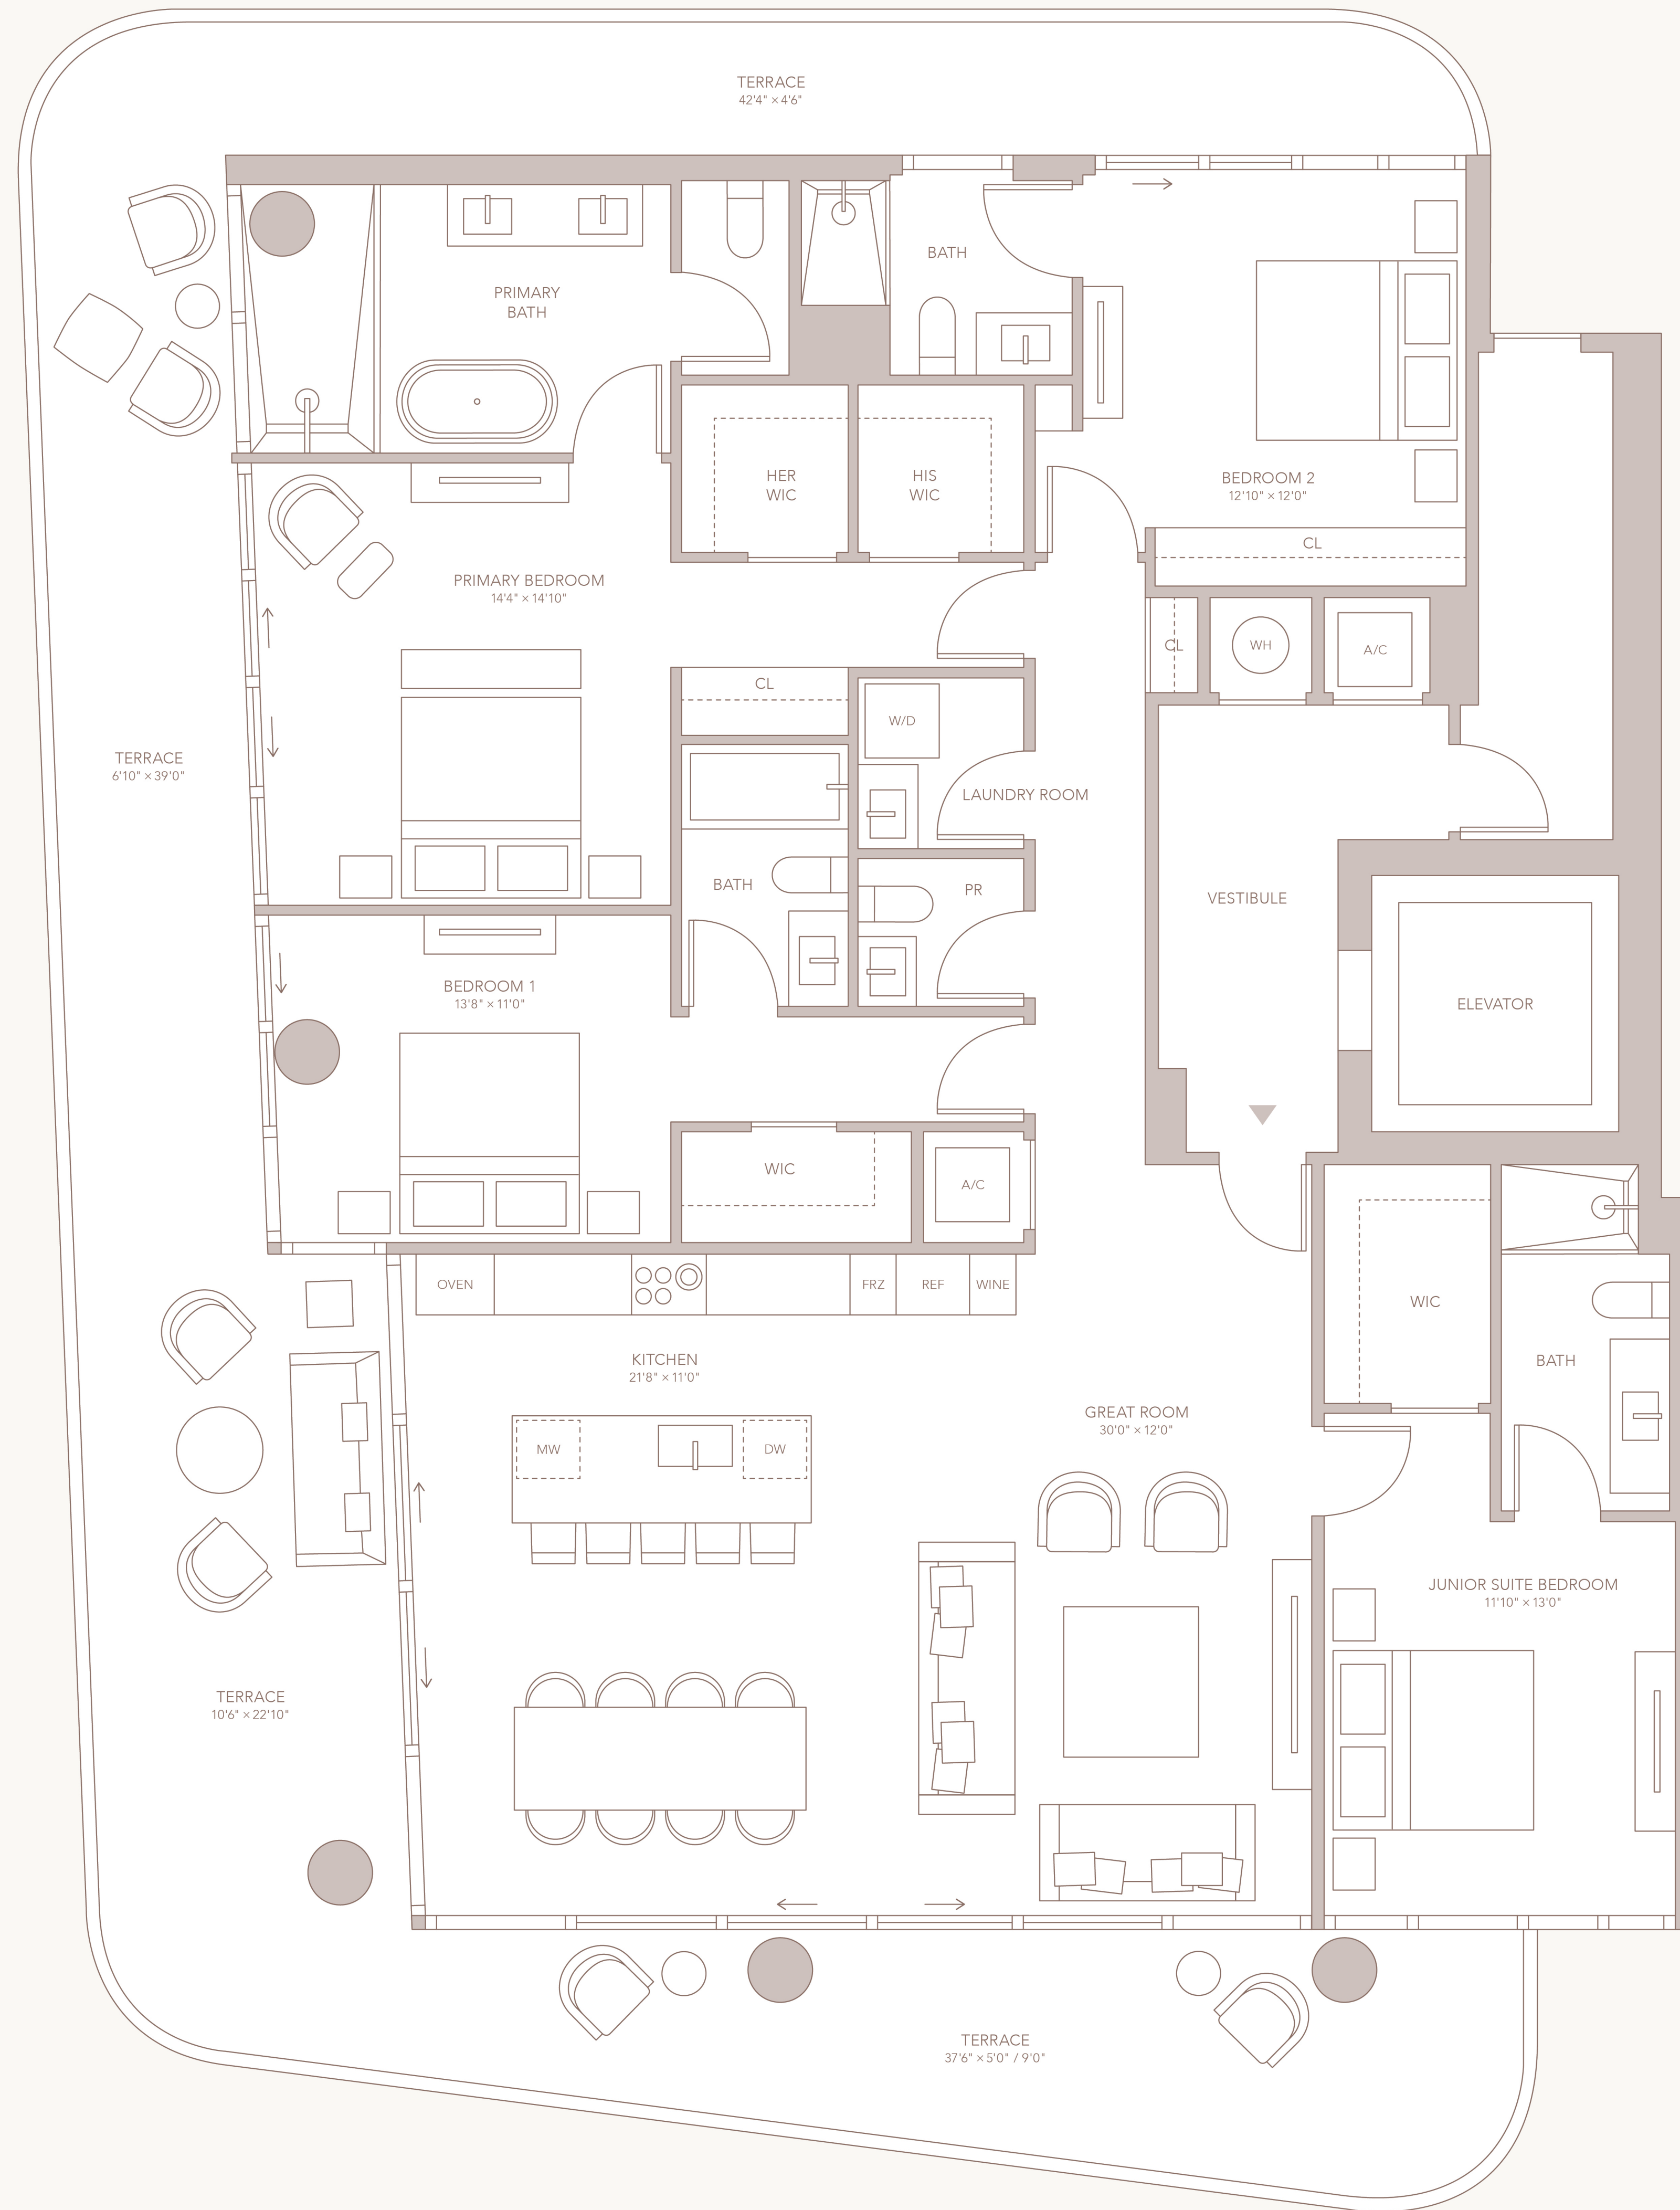 TERRACE
42'4" × 4'6"
BATH
PRIMARY
BATH
HER
WIC
HIS
WIC
BEDROOM 2
12'10" × 12'0"
CL
PRIMARY BEDROOM
14'4" × 14'10"
CL
WH
A/C
CL
W/D
TERRACE
6'10" × 39'0"
LAUNDRY ROOM
BATH
PR
VESTIBULE
BEDROOM 1
13'8" × 11'0"
ELEVATOR
WIC
A/C
OVEN
FRZ
REF
WINE
WIC
KITCHEN
21'8" × 11'0"
BATH
GREAT ROOM
30'0" × 12'0"
MW
DW
JUNIOR SUITE BEDROOM
11'10" × 13'0"
TERRACE
10'6" × 22'10"
TERRACE
37'6" × 5'0" / 9'0"